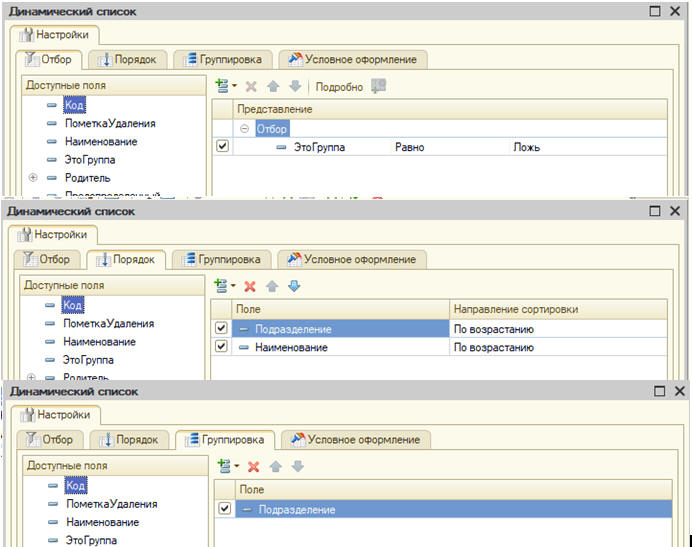 Динамический список
Настройки
Отбор Порядок Группировка Условное оформление
Доступные поля
Подробно
Код
Представление
ПометкаУдаления
Отбор
Наименование
ЭтоГруппа Равно Ложь
ЭтоГруппа
Родитель
Предопределенный
Динамический список
Настройки
Отбор Порядок Группировка Условное оформление
Доступные поля
Код
Поле Направление сортировки
ПометкаУдаления
Подразделение По возрастанию
Наименование
Наименование По возрастанию
ЭтоГруппа
Родитель
Динамический список
Настройки
Отбор Порядок Группировка Условное оформление
Доступные поля
Код
Поле
ПометкаУдаления
Подразделение
Наименование
ЭтоГруппа